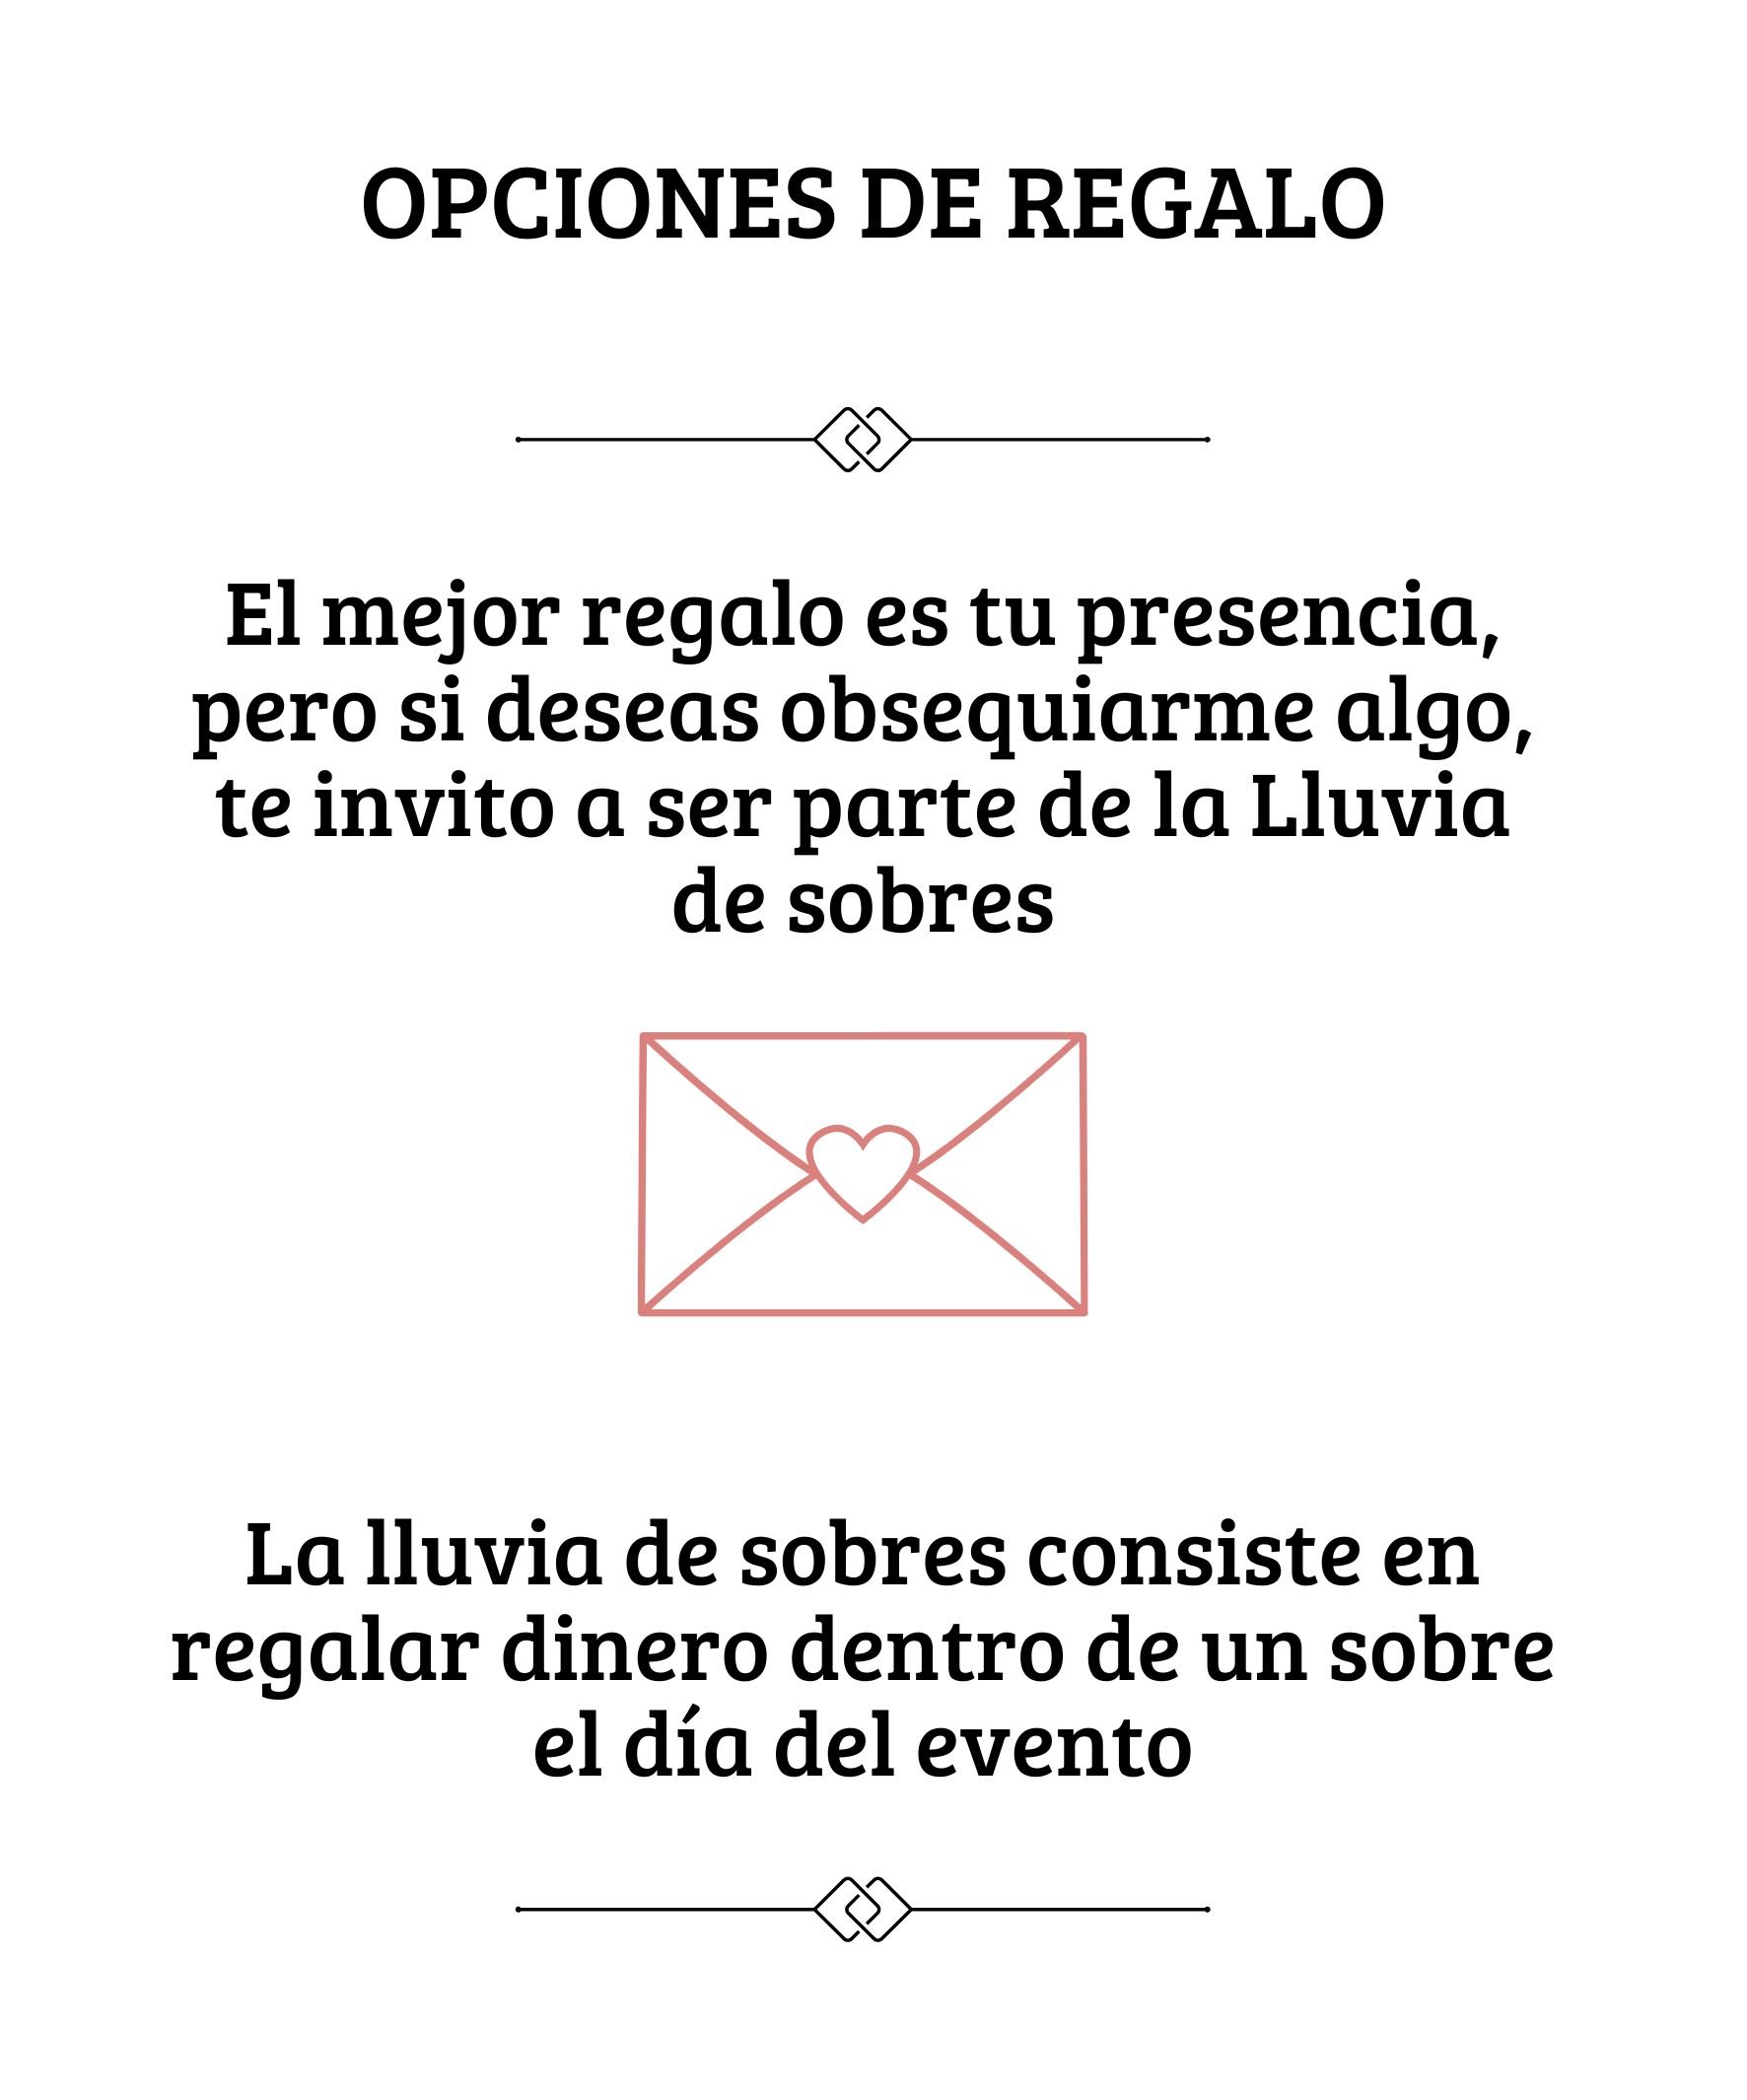 OPCIONES DE REGALO
El mejor regalo es tu presencia,
pero si deseas obsequiarme algo,
te invito a ser parte de la Lluvia
de sobres
La lluvia de sobres consiste en
regalar dinero dentro de un sobre
el día del evento